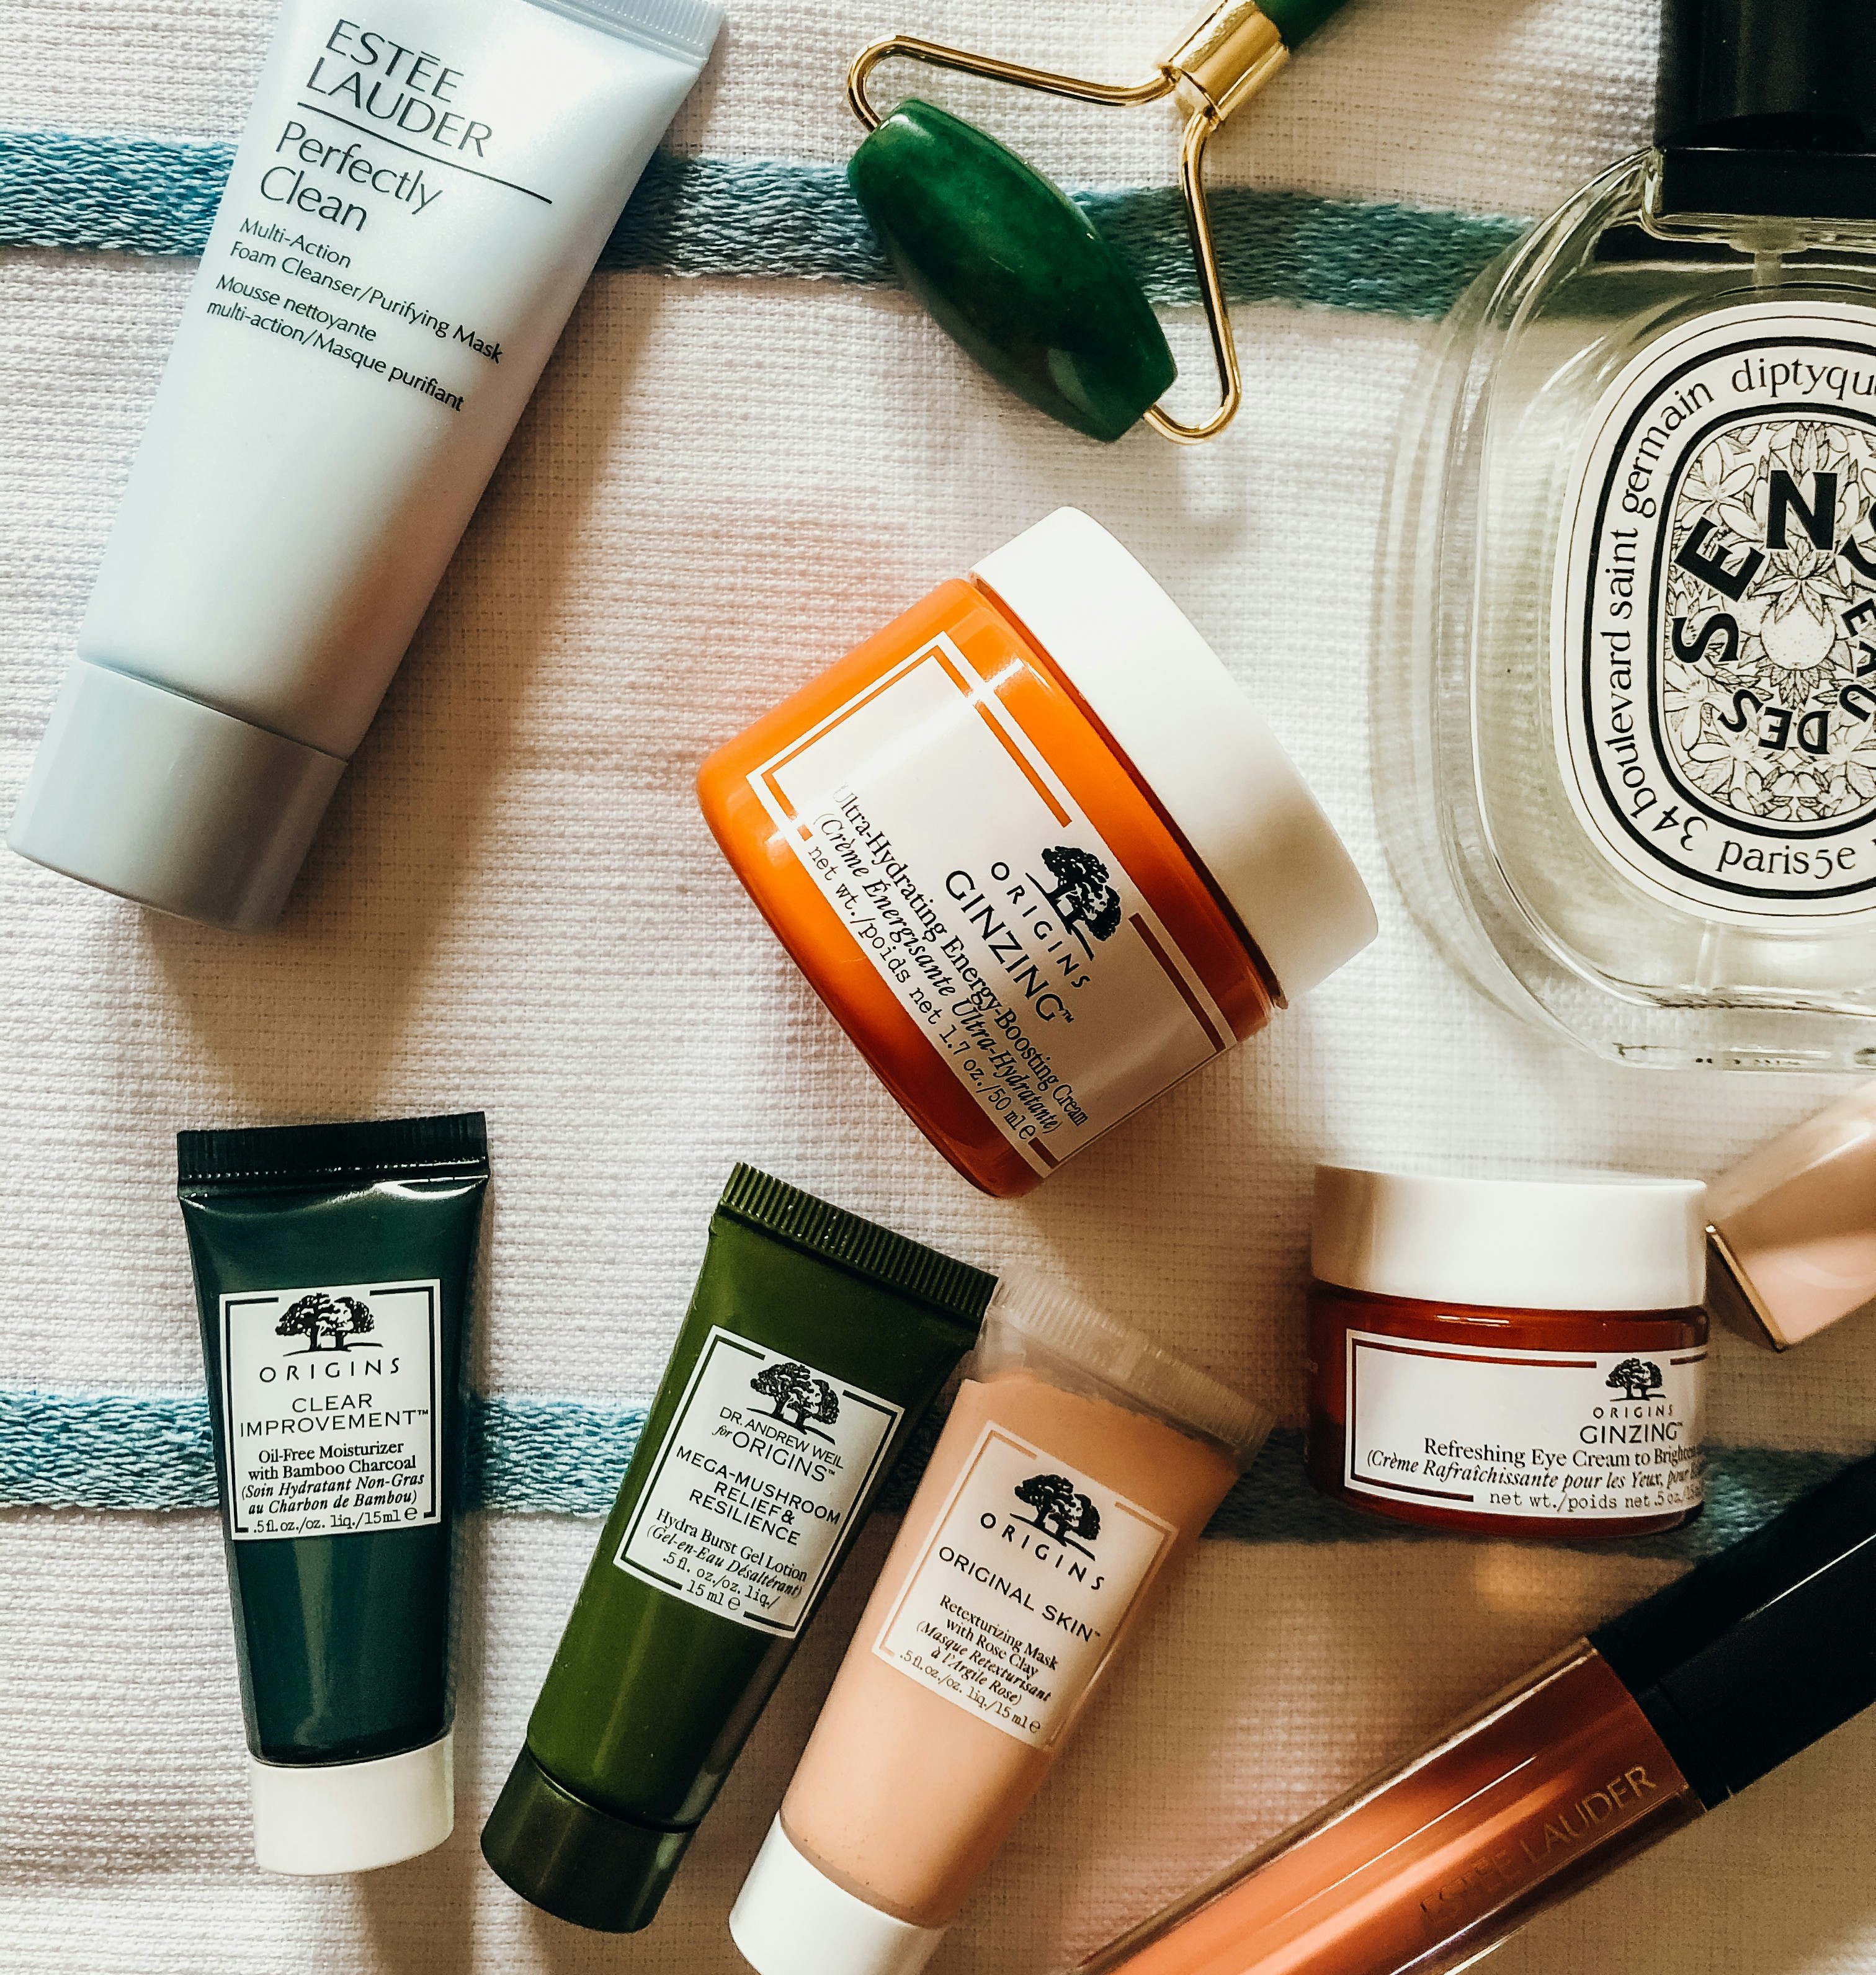 ESTĒE
LAUDER
Perfectly
Clean
Multi-Action
Foam Cleanser/Purifying Mask
Mousse nettoyante
multi-action/Masque purifiant
34 boulevard saint germain
paris5e
SEN
DES
EAU
ORIGINS
GINZING™
Ultra-Hydrating Energy-Boosting Cream
(Crème Énergisante Ultra-Hydratante)
net wt./poids net 1.7 oz./50 ml e
ORIGINS
CLEAR
IMPROVEMENT™
Oil-Free Moisturizer
with Bamboo Charcoal
(Soin Hydratant Non-Gras
au Charbon de Bambou)
.5 fl.oz./oz. liq./15ml e
DR. ANDREW WEIL
for ORIGINS™
MEGA-MUSHROOM
RELIEF &
RESILIENCE
Hydra Burst Gel Lotion
(Gel-en-Eau Désaltérant)
.5 fl. oz./oz. liq./
15 ml e
ORIGINS
ORIGINAL SKIN™
Retexturizing Mask
with Rose Clay
(Masque Retexturisant
à l'Argile Rose)
.5 fl.oz./oz. liq./15 ml e
ORIGINS
GINZING™
Refreshing Eye Cream to
(Crème Rafraîchissante pour les Yeux, pour
net wt./poids net .5 oz./15
ESTĒE LAUDER